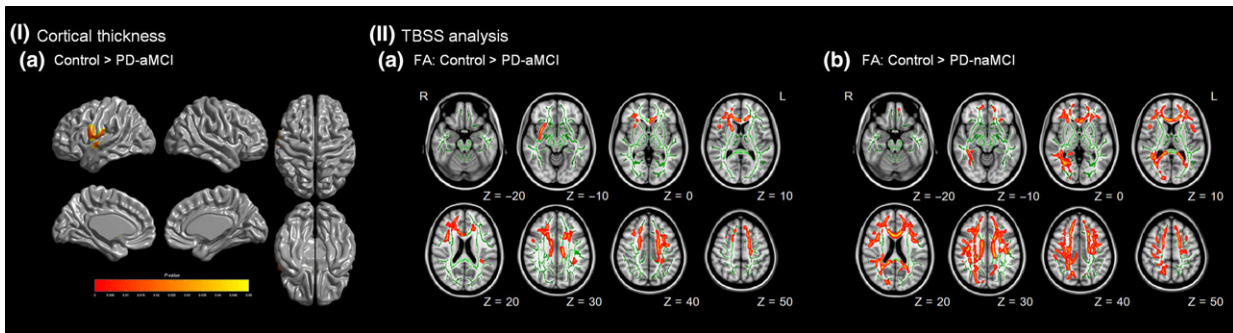 (I) Cortical thickness
(a) Control > PD-aMCI
P-value
(II) TBSS analysis
(a) FA: Control > PD-aMCI
R
L
Z = –20
Z = –10
Z = 0
Z = 10
Z = 20
Z = 30
Z = 40
Z = 50
(b) FA: Control > PD-naMCI
R
L
Z = –20
Z = –10
Z = 0
Z = 10
Z = 20
Z = 30
Z = 40
Z = 50